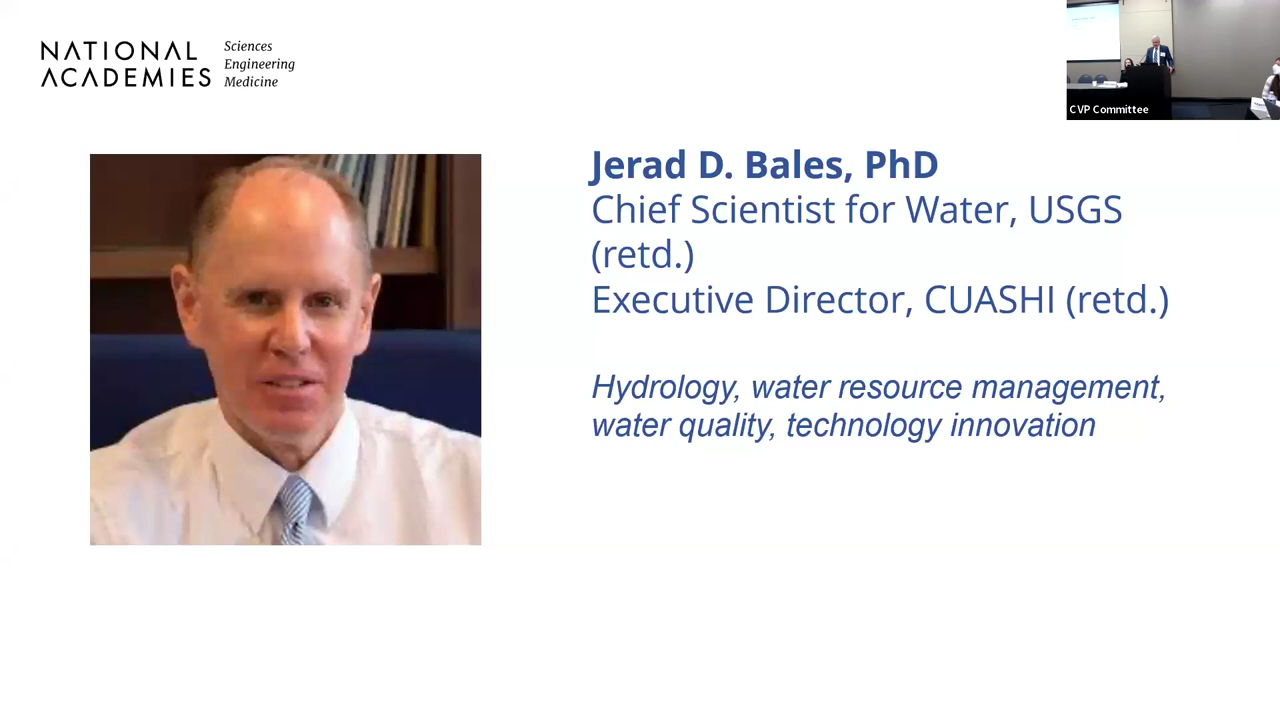 NATIONAL
ACADEMIES
Sciences
Engineering
Medicine
CVP Committee
Jerad D. Bales, PhD
Chief Scientist for Water, USGS
(retd.)
Executive Director, CUASHI (retd.)
Hydrology, water resource management,
water quality, technology innovation